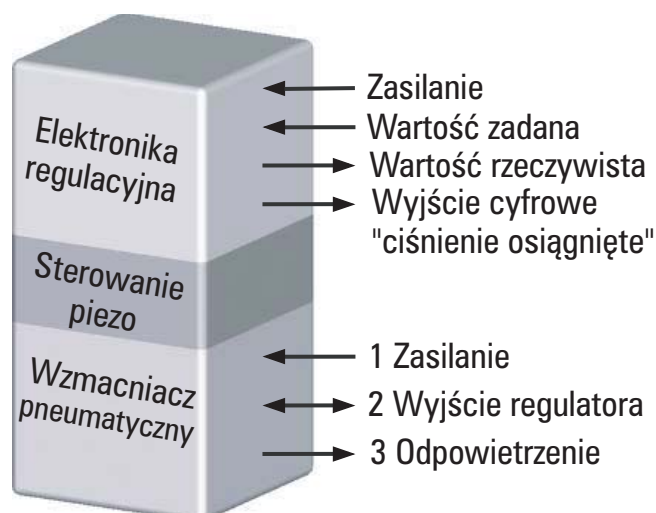 Elektronika
regulacyjna
Sterowanie
piezo
Wzmacniacz
pneumatyczny
Zasilanie
Wartość zadana
Wartość rzeczywista
Wyjście cyfrowe
"ciśnienie osiągnięte"
1 Zasilanie
2 Wyjście regulatora
3 Odpowietrzenie